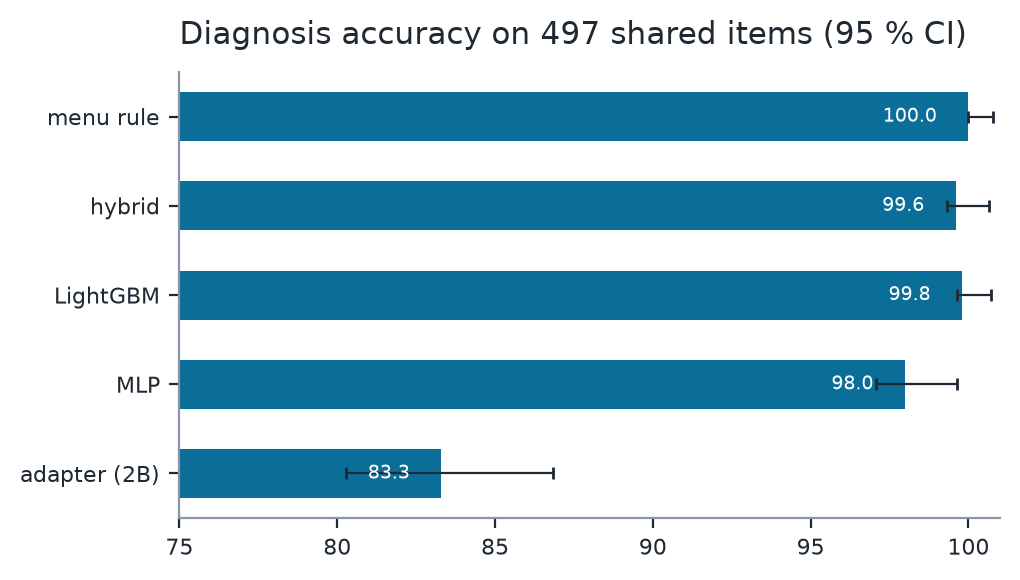 Diagnosis accuracy on 497 shared items (95 % CI)
menu rule
100.0
hybrid
99.6
LightGBM
99.8
MLP
98.0
adapter (2B)
83.3
75 80 85 90 95 100